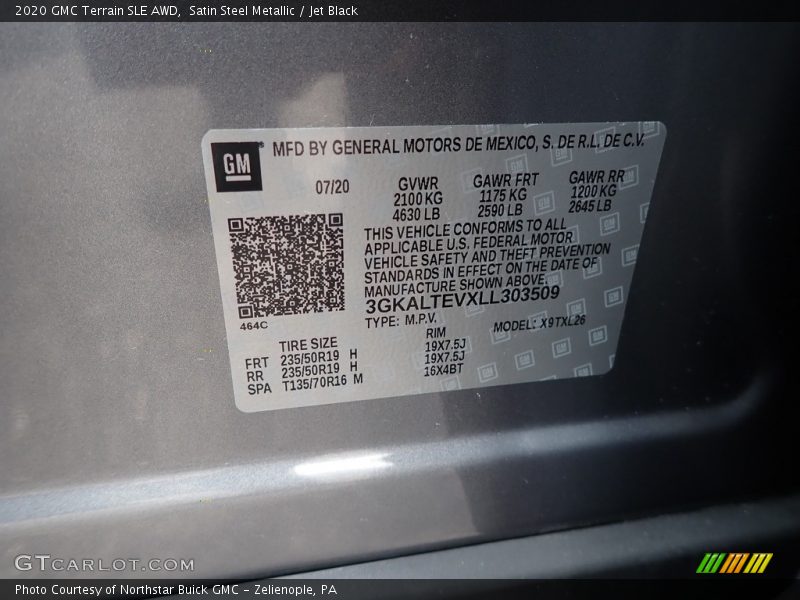 2020 GMC Terrain SLE AWD, Satin Steel Metallic / Jet Black
GM
MFD BY GENERAL MOTORS DE MEXICO, S. DE R.L. DE C.V.
07/20
GVWR GAWR FRT GAWR RR
2100 KG 1175 KG 1200 KG
4630 LB 2590 LB 2645 LB
THIS VEHICLE CONFORMS TO ALL
APPLICABLE U.S. FEDERAL MOTOR
VEHICLE SAFETY AND THEFT PREVENTION
STANDARDS IN EFFECT ON THE DATE OF
MANUFACTURE SHOWN ABOVE.
3GKALTEVXLL303509
464C
TYPE: M.P.V. MODEL: X9TXL26
TIRE SIZE RIM
FRT 235/50R19 H 19X7.5J
RR 235/50R19 H 19X7.5J
SPA T135/70R16 M 16X4BT
GTCARLOT.COM
Photo Courtesy of Northstar Buick GMC - Zelienople, PA